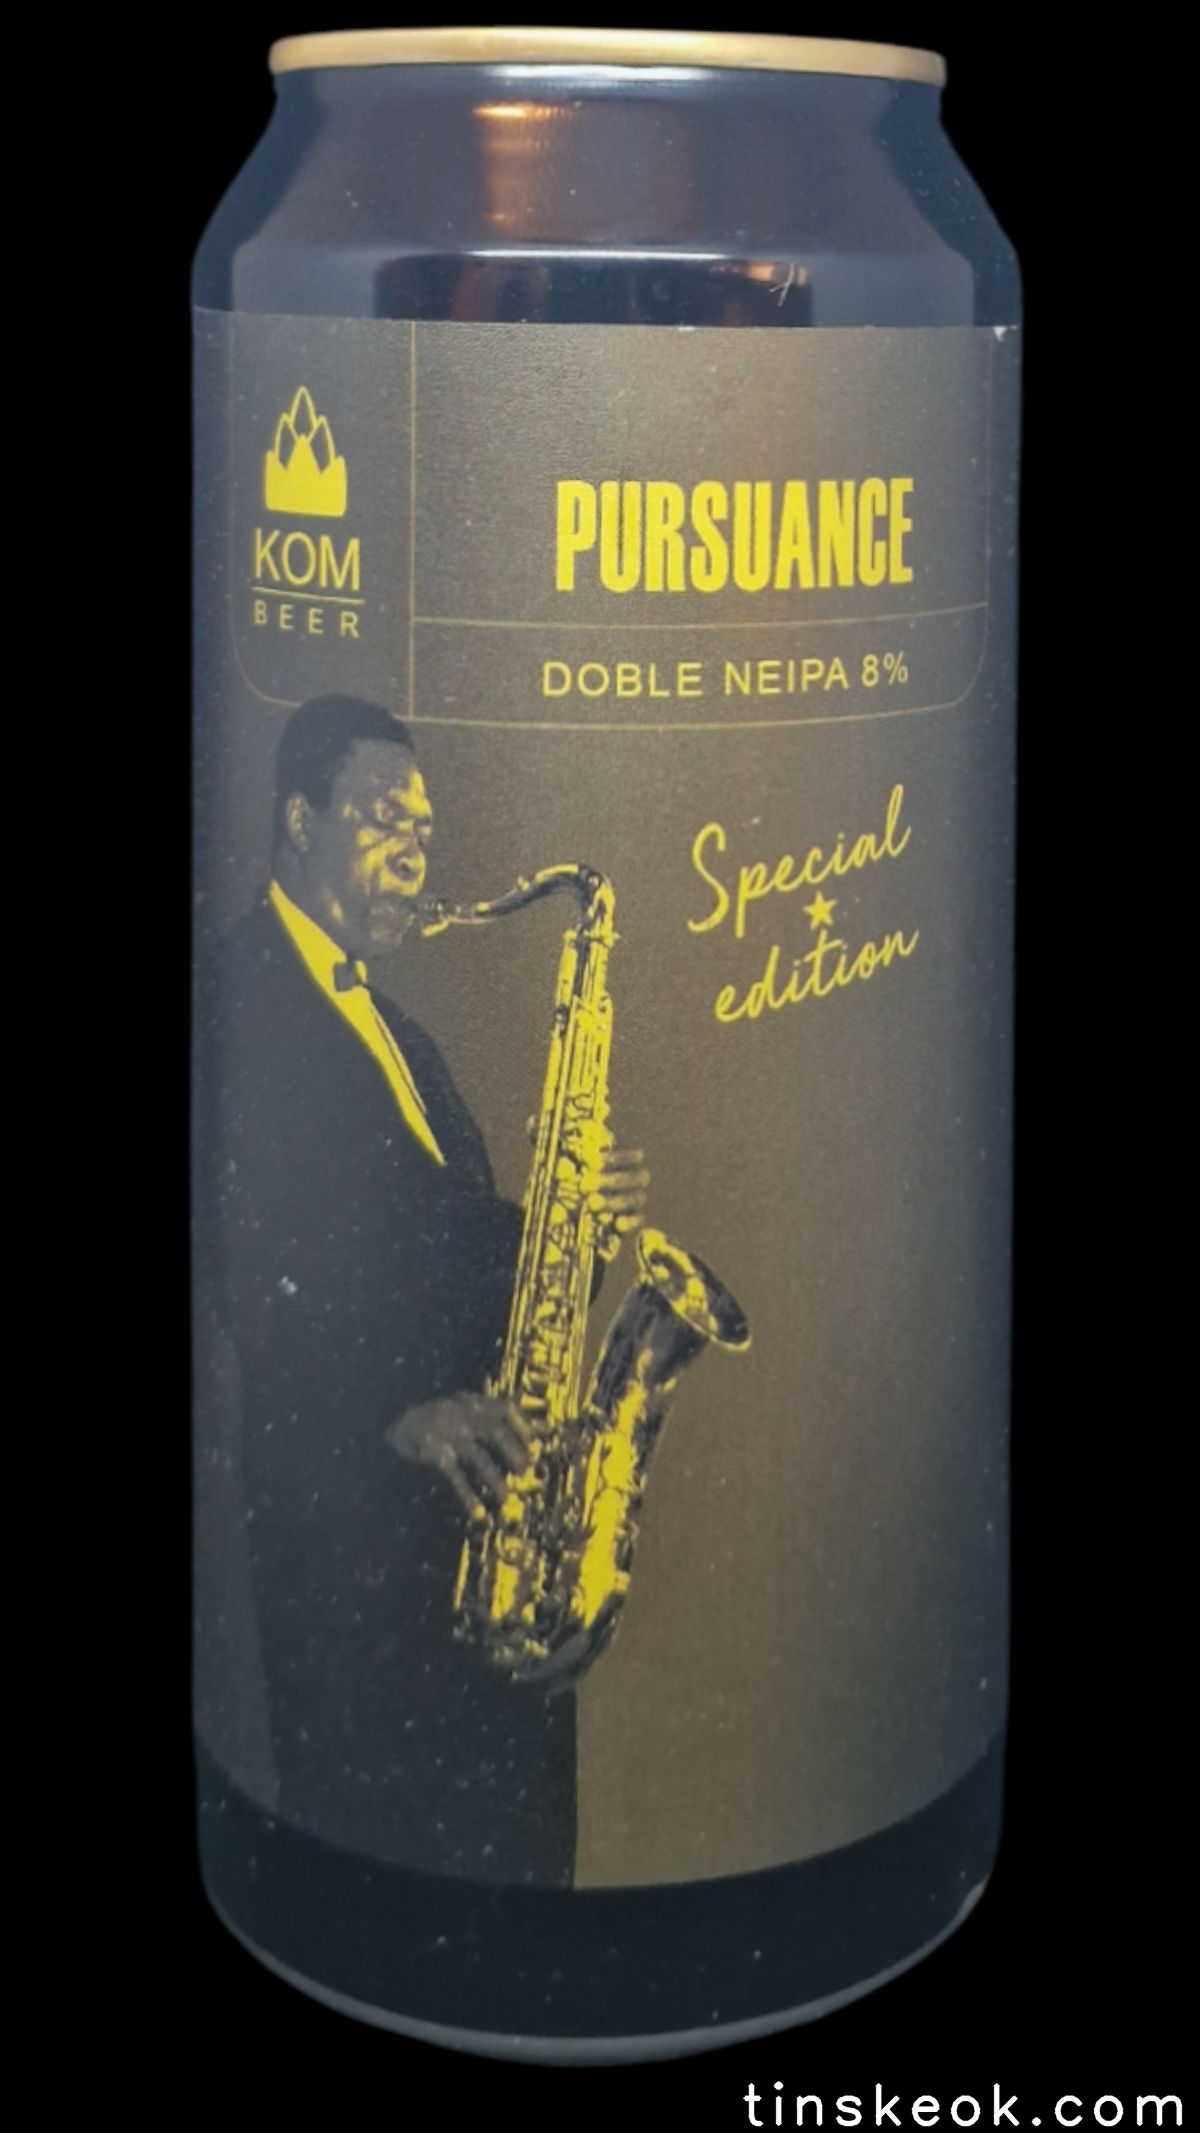 KOM
BEER
PURSUANCE
DOBLE NEIPA 8%
Special
edition
tinskeok.com